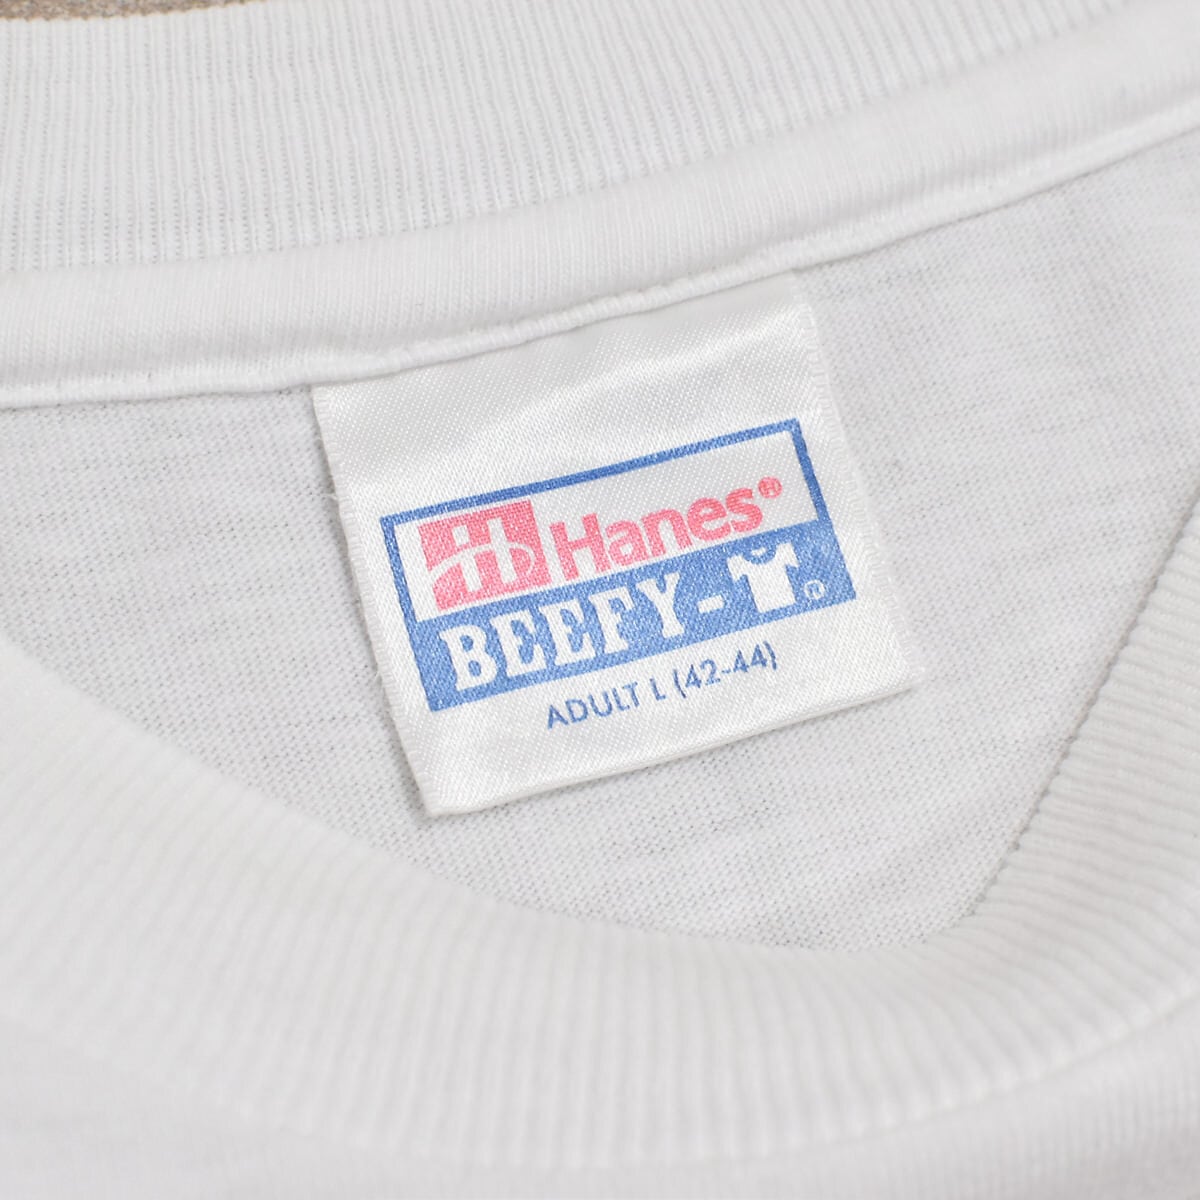 Hanes®
BEEFY-T®
ADULT L (42-44)